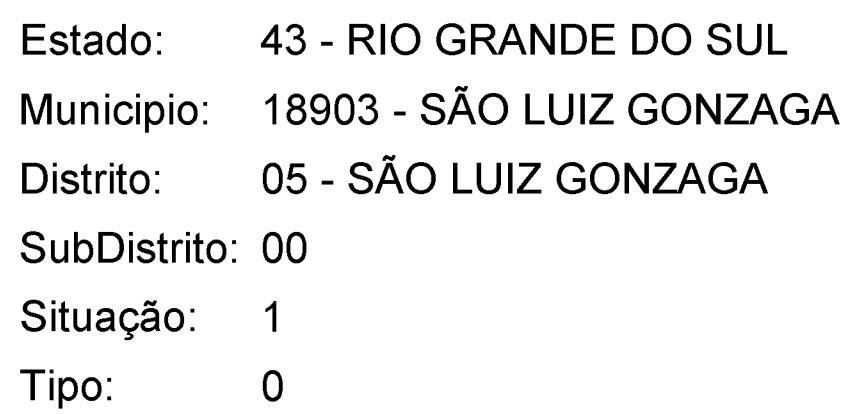 Estado: 43 - RIO GRANDE DO SUL
Municipio: 18903 - SÃO LUIZ GONZAGA
Distrito: 05 - SÃO LUIZ GONZAGA
SubDistrito: 00
Situação: 1
Tipo: 0